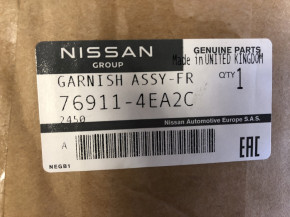 NISSAN
GROUP
GENUINE PARTS
Made in UNITED KINGDOM
GARNISH ASSY-FR
Q'TY
1
76911-4EA2C
2450
Nissan Automotive Europe S.A.S.
A
EAC
NEGB1